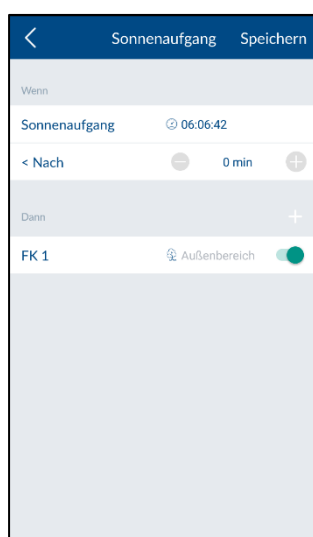 Sonnenaufgang Speichern
Wenn
Sonnenaufgang 06:06:42
< Nach 0 min
Dann
FK 1 Außenbereich